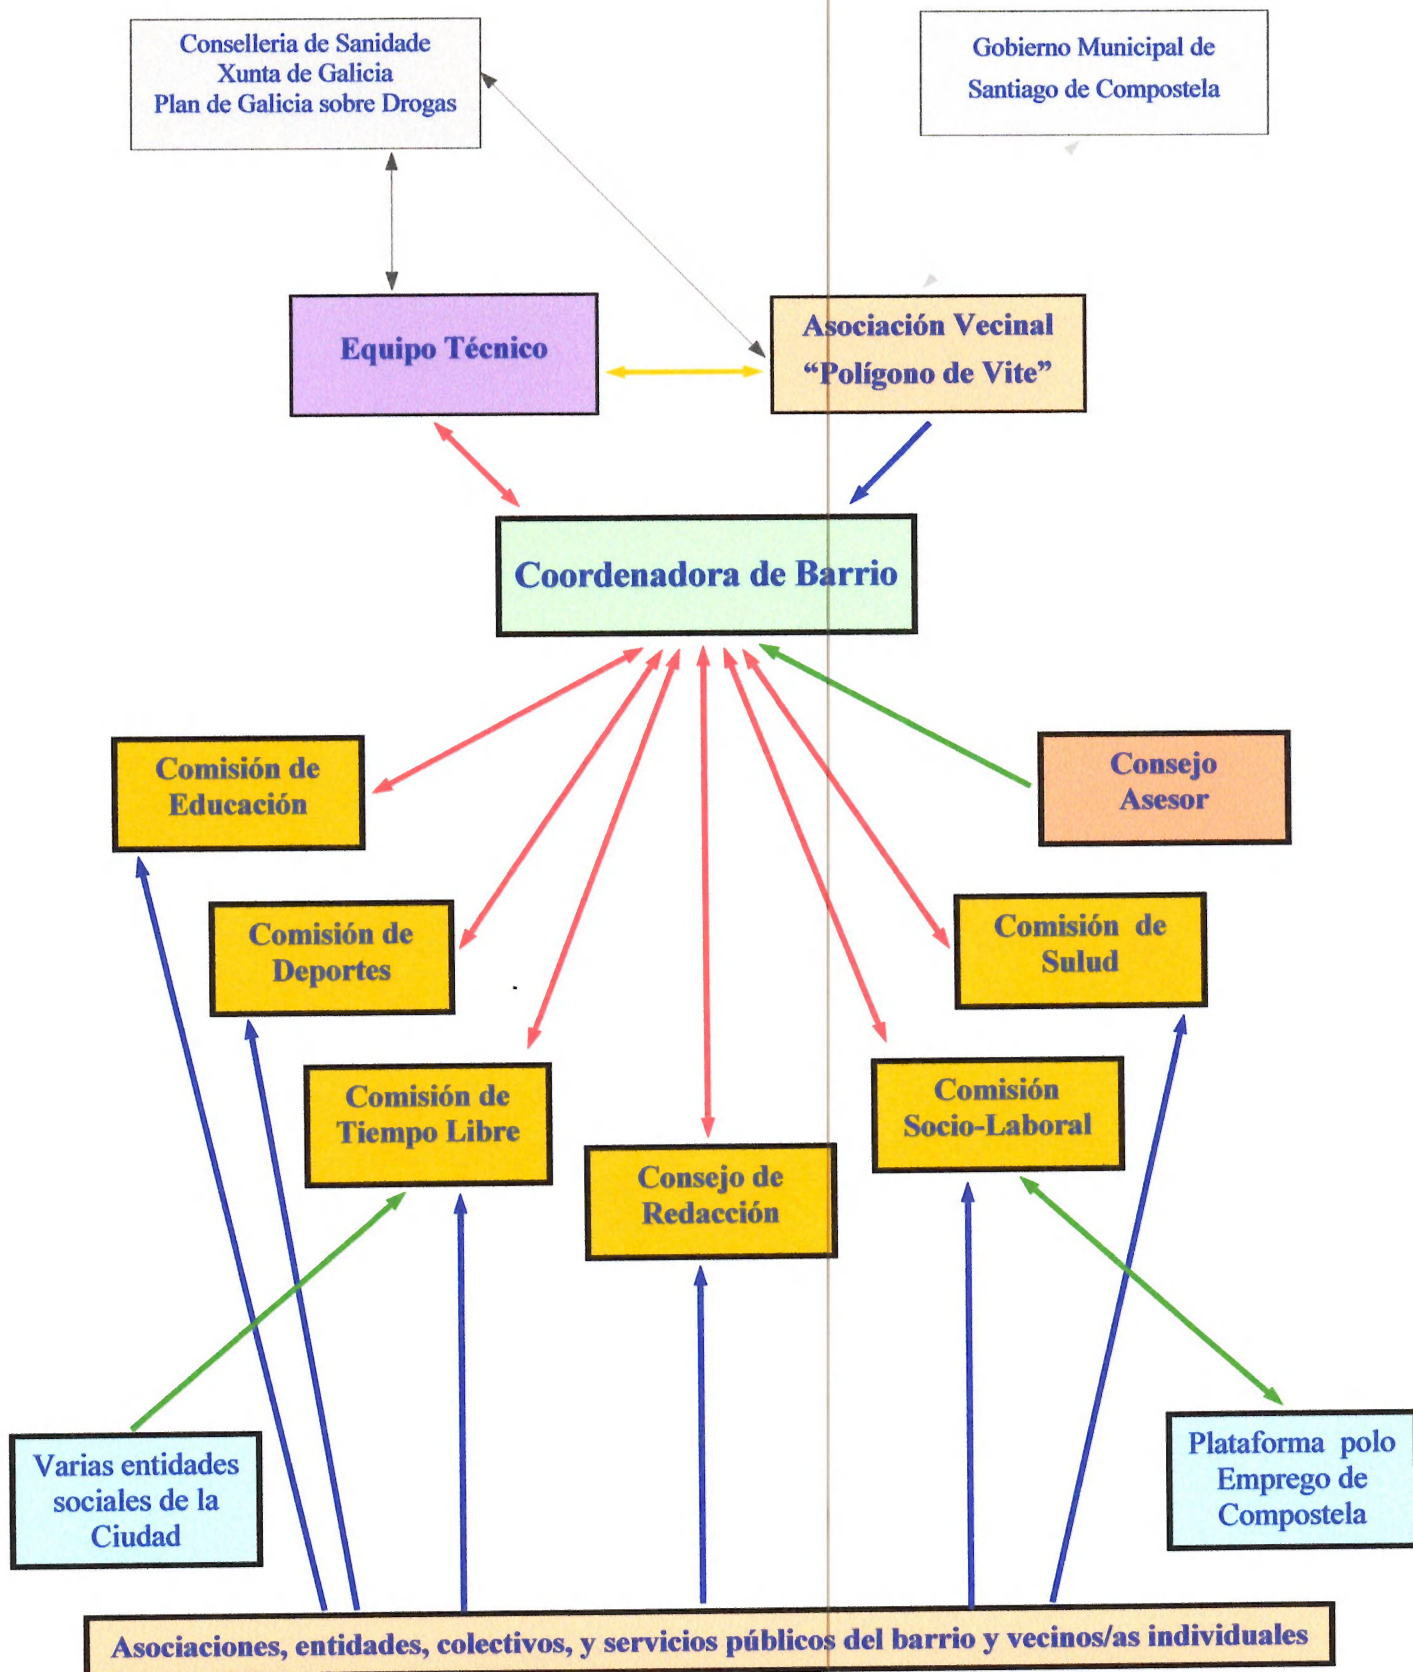 Conselleria de Sanidade
Xunta de Galicia
Plan de Galicia sobre Drogas
Gobierno Municipal de
Santiago de Compostela
Equipo Técnico
Asociación Vecinal
“Polígono de Vite”
Coordenadora de Barrio
Comisión de
Educación
Consejo
Asesor
Comisión de
Deportes
Comisión de
Sulud
Comisión de
Tiempo Libre
Comisión
Socio-Laboral
Consejo de
Redacción
Varias entidades
sociales de la
Ciudad
Plataforma polo
Emprego de
Compostela
Asociaciones, entidades, colectivos, y servicios públicos del barrio y vecinos/as individuales